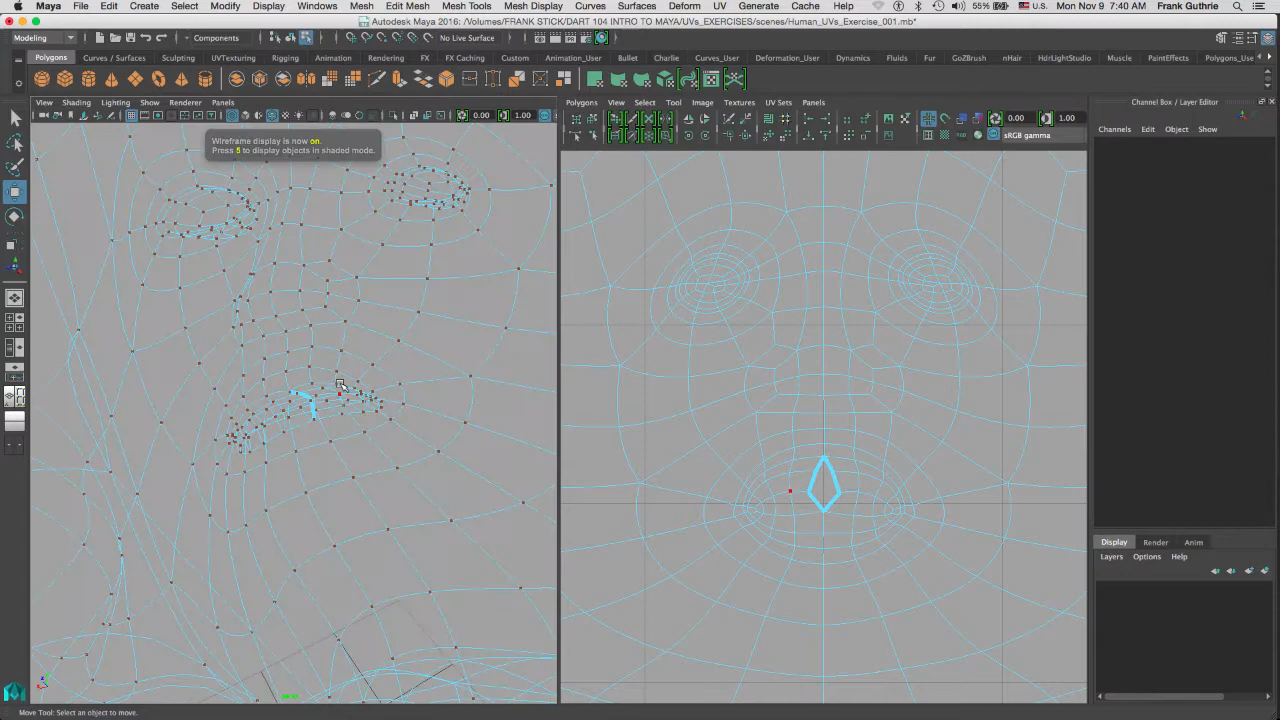 Maya File Edit Create Select Modify Display Windows Mesh Edit Mesh Mesh Tools Mesh Display Curves Surfaces Deform UV Generate Cache Help 55% U.S. Mon Nov 9 7:40 AM Frank Guthrie
Autodesk Maya 2016: /Volumes/FRANK STICK/DART 104 INTRO TO MAYA/UVs_EXERCISES/scenes/Human_UVs_Exercise_001.mb*
Modeling Components No Live Surface
Polygons Curves / Surfaces Sculpting UVTexturing Rigging Animation Rendering FX FX Caching Custom Animation_User Bullet Charlie Curves_User Deformation_User Dynamics Fluids Fur GoZBrush nHair HdrLightStudio Muscle PaintEffects Polygons_Use
View Shading Lighting Show Renderer Panels
Polygons View Select Tool Image Textures UV Sets Panels
Channel Box / Layer Editor
0.00 1.00
0.00 1.00
sRGB gamma
Channels Edit Object Show
Wireframe display is now on.
Press 5 to display objects in shaded mode.
Display Render Anim
Layers Options Help
Move Tool: Select an object to move.